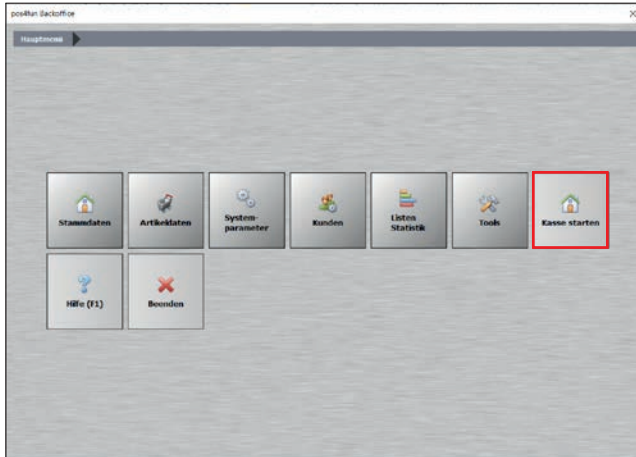 pos4fun Backoffice
Hauptmenü
Stammdaten
Artikeldaten
System-
parameter
Kunden
Listen
Statistik
Tools
Kasse starten
Hilfe (F1)
Beenden